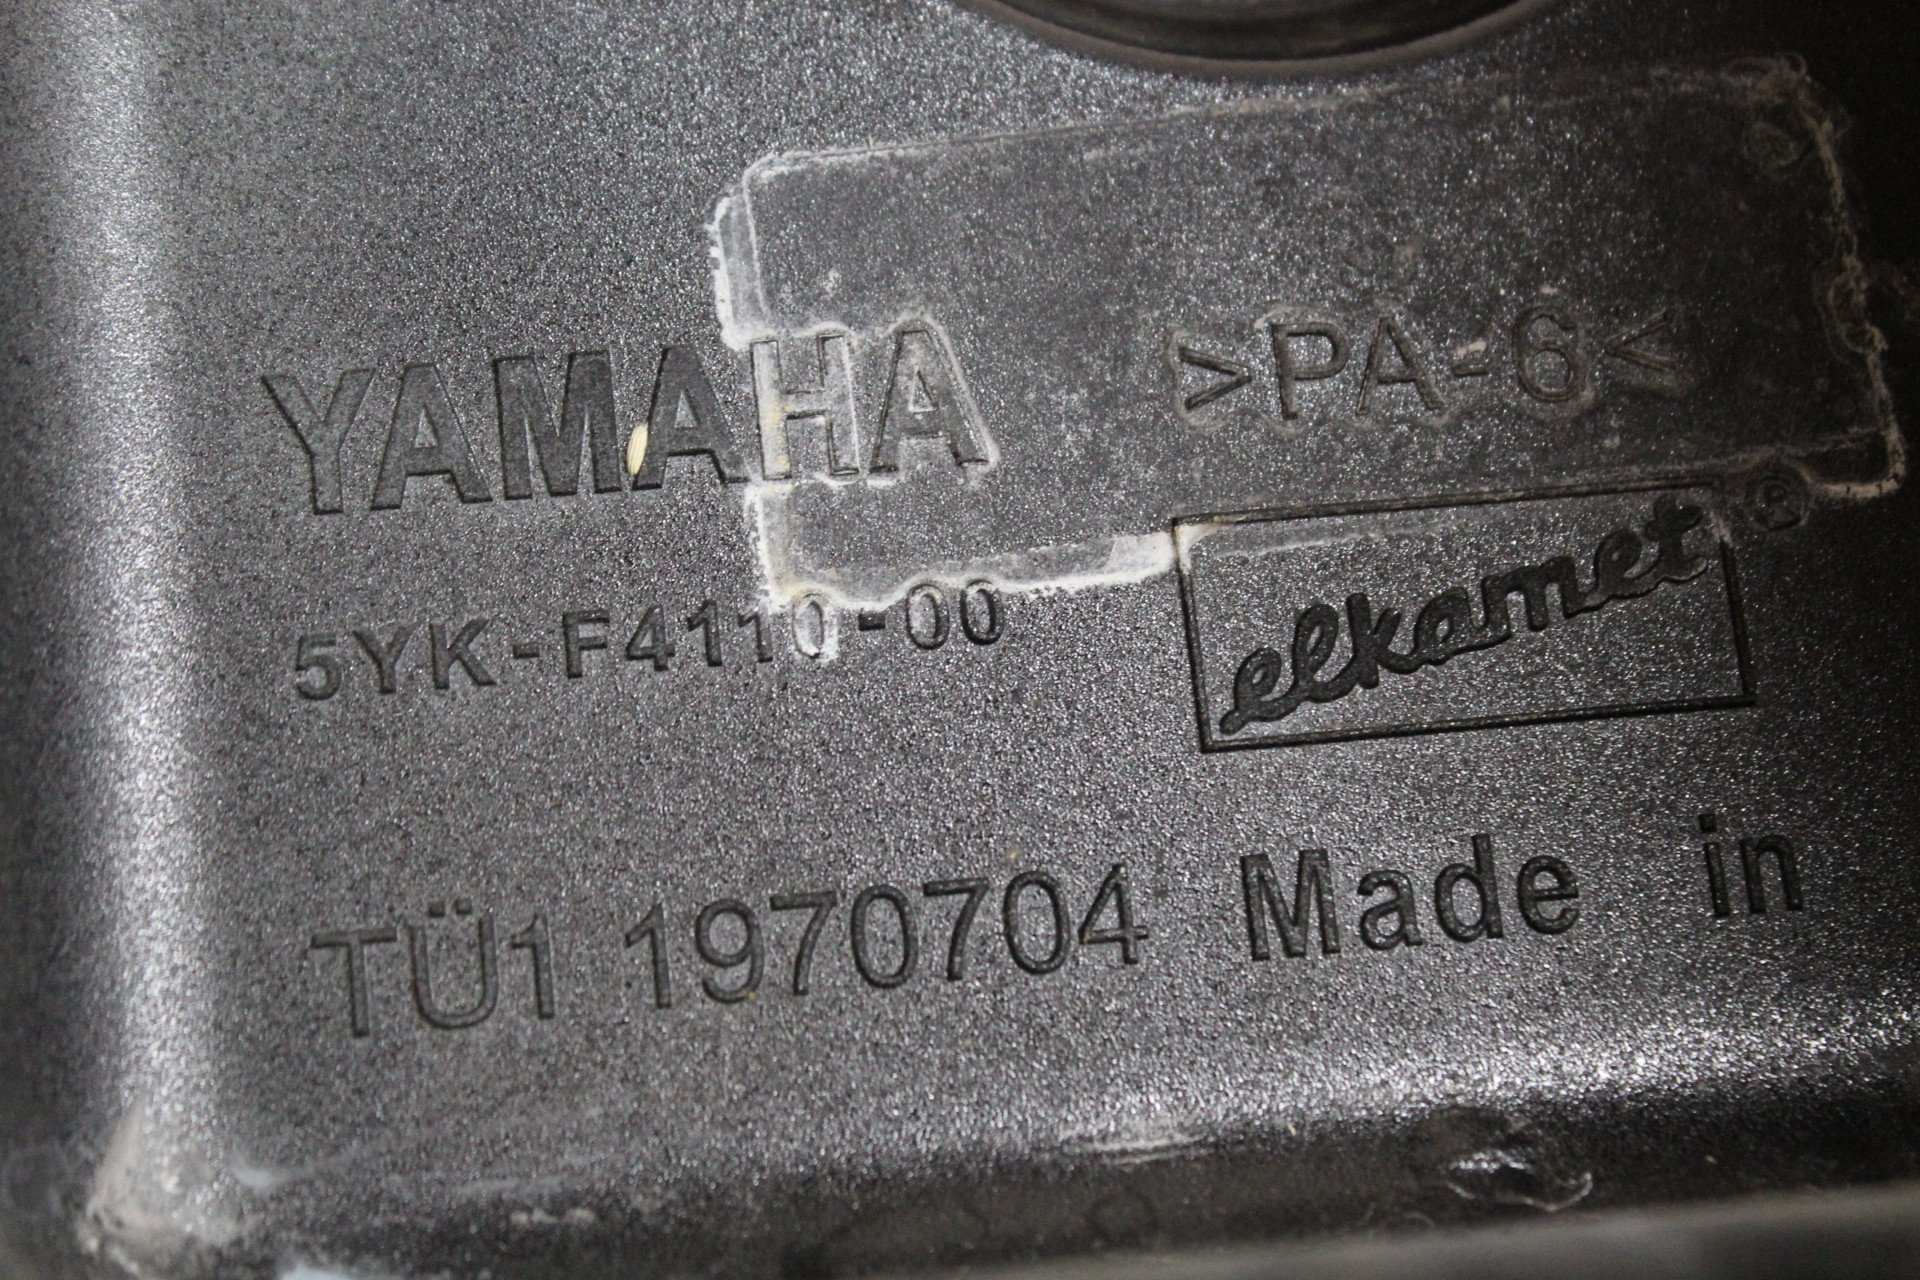 YAMAHA >PA-6<
5YK-F4110-00 elkamet ®
TÜ1 1970704 Made in